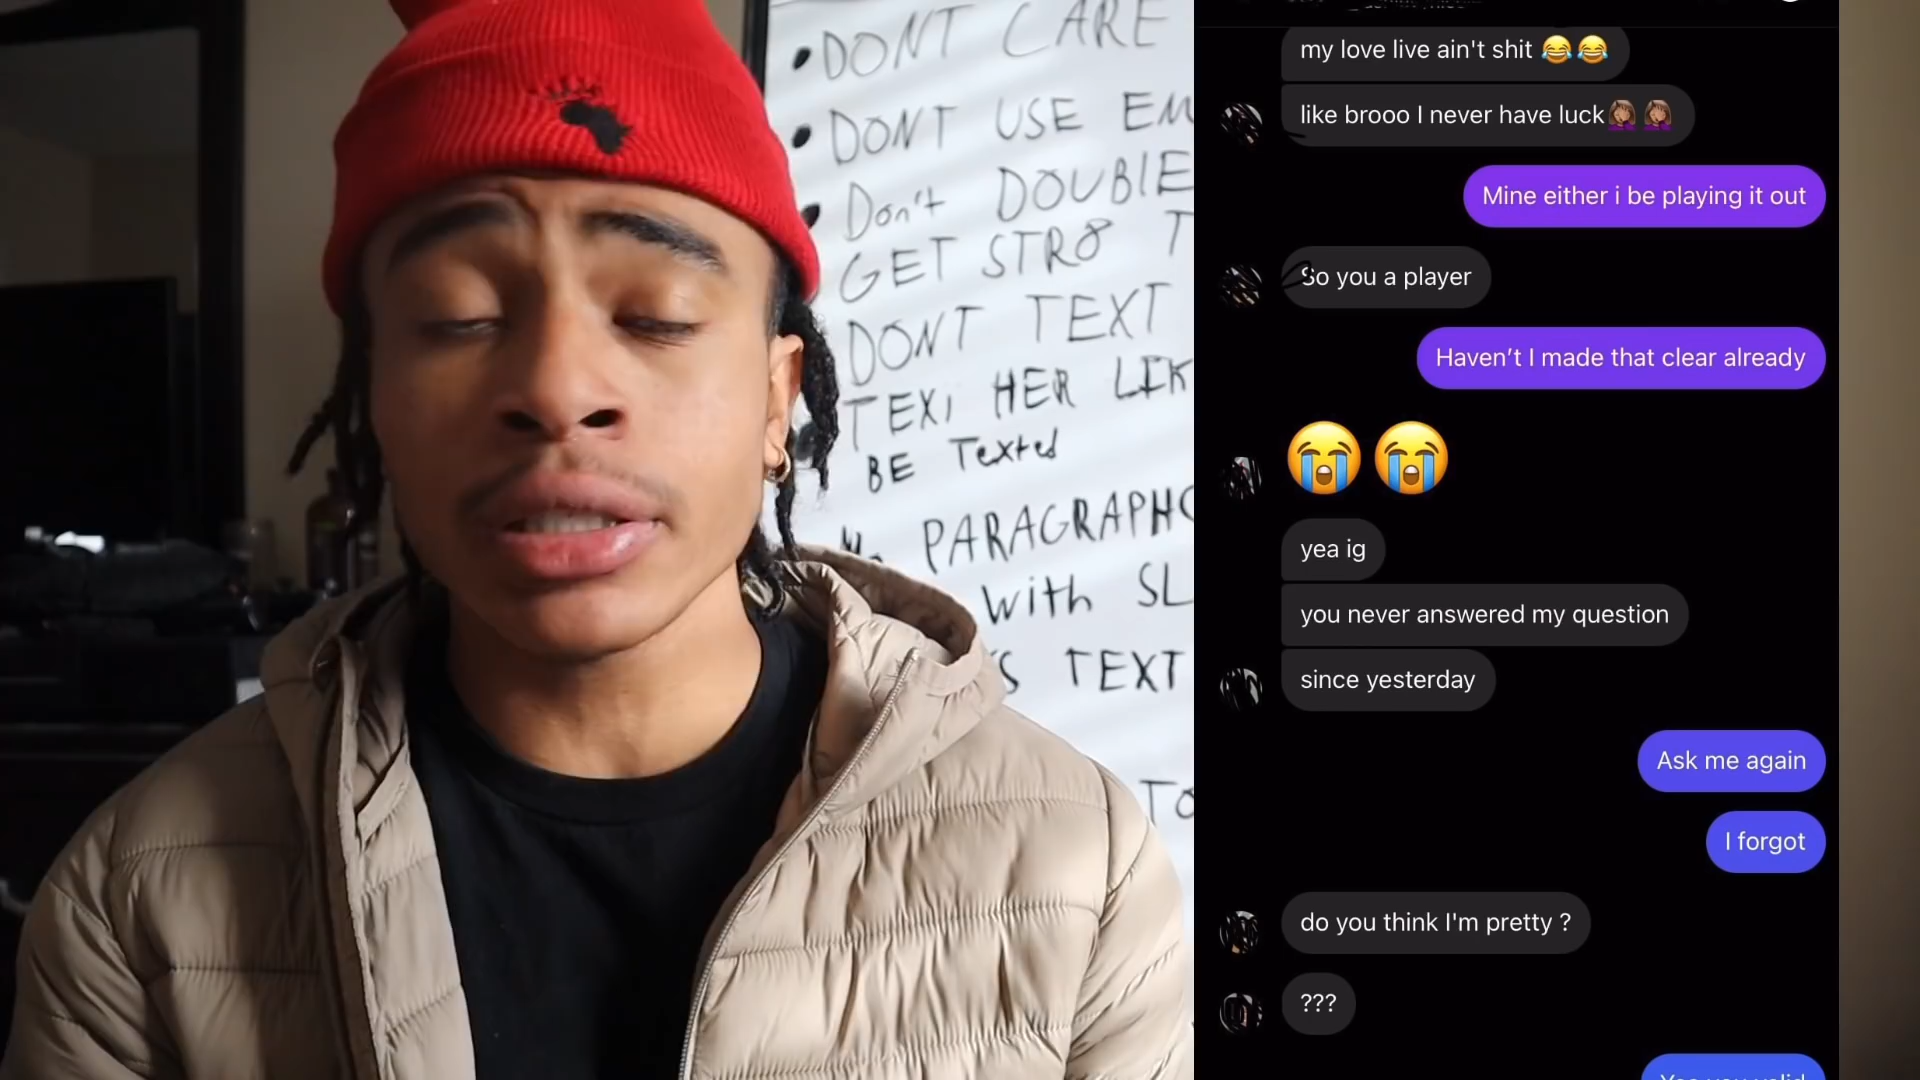 •DONT CARE
•DONT USE
• Don't DOUBLE
GET STR8
DONT TEXT
TEXT HER LIK
BE Texted
PARAGRAPH
with SL
TEXT
my love live ain't shit 😂😂
like brooo I never have luck🤦🏽‍♀️🤦🏽‍♀️
Mine either i be playing it out
So you a player
Haven’t I made that clear already
😭😭
yea ig
you never answered my question
since yesterday
Ask me again
I forgot
do you think I'm pretty ?
???